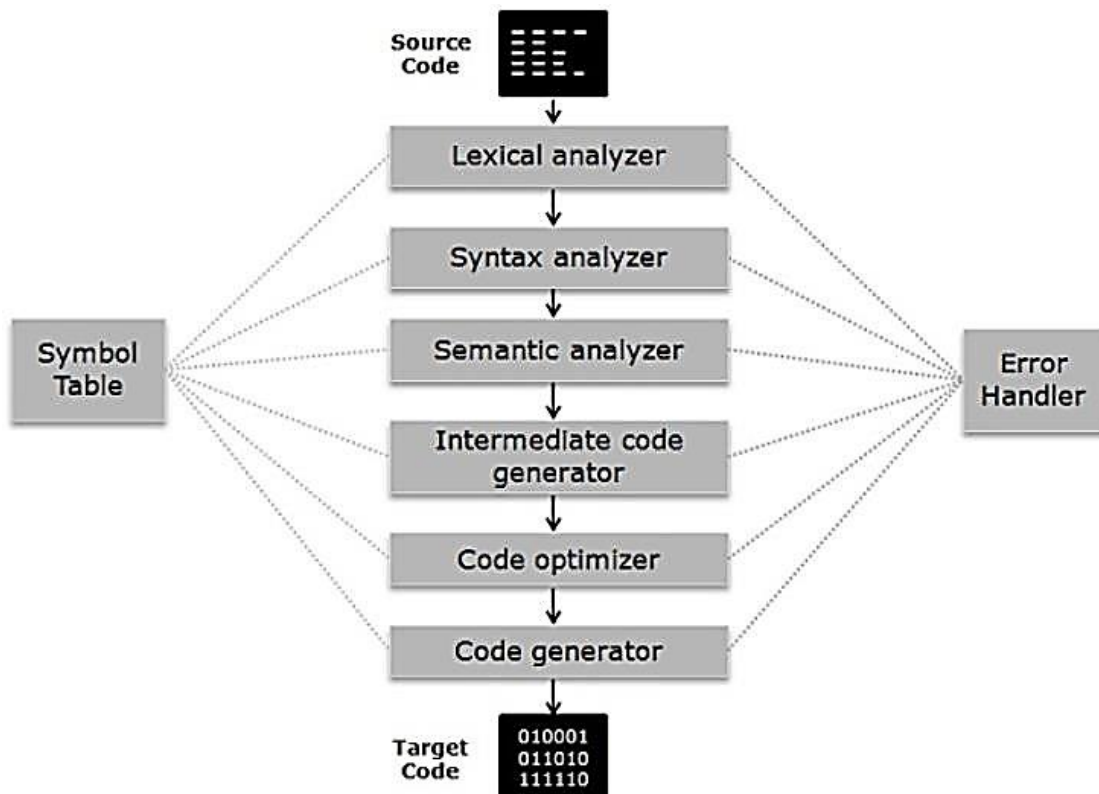 Source
Code
Lexical analyzer
Syntax analyzer
Symbol
Table
Semantic analyzer
Error
Handler
Intermediate code
generator
Code optimizer
Code generator
Target
Code
010001
011010
111110